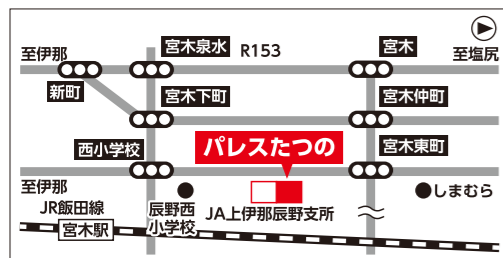 宮木泉水
R153
宮木
至伊那
至塩尻
新町
宮木下町
宮木仲町
西小学校
パレスたつの
宮木東町
至伊那
辰野西
小学校
JA上伊那辰野支所
しまむら
JR飯田線
宮木駅